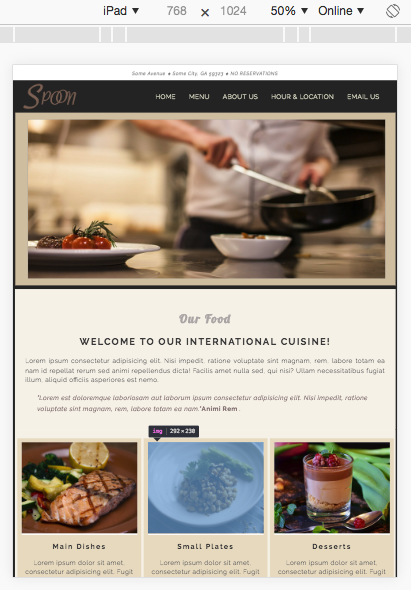 iPad ▼ 768 × 1024 50% ▼ Online ▼
Some Avenue ♦ Some City, GA 59323 ♦ NO RESERVATIONS
Spoon
HOME MENU ABOUT US HOUR & LOCATION EMAIL US
Our Food
WELCOME TO OUR INTERNATIONAL CUISINE!
Lorem ipsum consectetur adipisicing elit. Nisi impedit, ratione voluptate sint magnam, rem, labore totam ea
nam id repellat rerum sed animi repellendus dicta! Facilis amet nulla sed, qui nisi? Ullam necessitatibus fugiat
illum, aliquid officiis asperiores est nemo.
"Lorem est doloremque laboriosam aut laborum ipsum consectetur adipisicing elit. Nisi impedit, ratione
voluptate sint magnam, rem, labore totam ea nam."Animi Rem.
img | 292×230
Main Dishes Small Plates Desserts
Lorem ipsum dolor sit amet, Lorem ipsum dolor sit amet, Lorem ipsum dolor sit amet,
consectetur adipisicing elit. Fugit consectetur adipisicing elit. Fugit consectetur adipisicing elit. Fugit